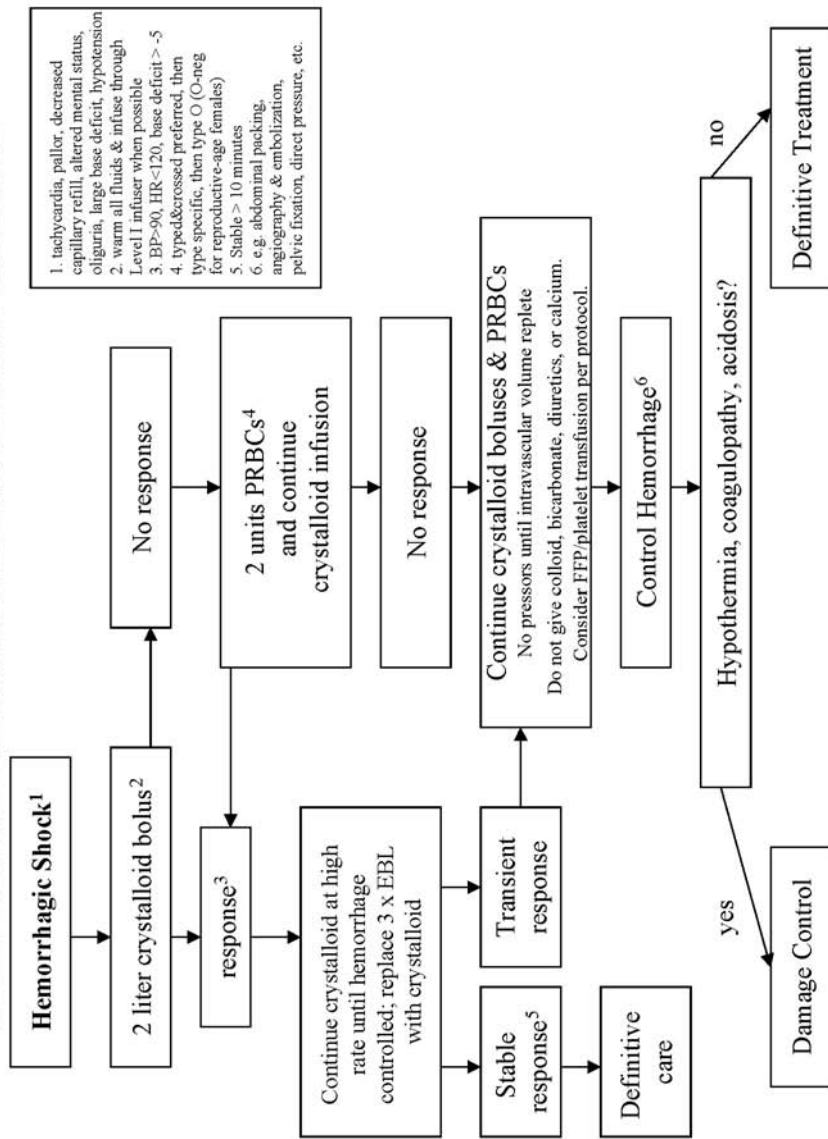 Hemorrhagic Shock1
2 liter crystalloid bolus2
No response
response3
2 units PRBCs4
and continue
crystalloid infusion
Continue crystalloid at high
rate until hemorrhage
controlled; replace 3 x EBL
with crystalloid
No response
Stable
response5
Transient
response
Continue crystalloid boluses & PRBCs
No pressors until intravascular volume replete
Do not give colloid, bicarbonate, diuretics, or calcium.
Consider FFP/platelet transfusion per protocol.
Definitive
care
Control Hemorrhage6
Hypothermia, coagulopathy, acidosis?
yes
no
Damage Control
Definitive Treatment
1. tachycardia, pallor, decreased
capillary refill, altered mental status,
oliguria, large base deficit, hypotension
2. warm all fluids & infuse through
Level I infuser when possible
3. BP>90, HR<120, base deficit > -5
4. typed&crossed preferred, then
type specific, then type O (O-neg
for reproductive-age females)
5. Stable > 10 minutes
6. e.g. abdominal packing,
angiography & embolization,
pelvic fixation, direct pressure, etc.